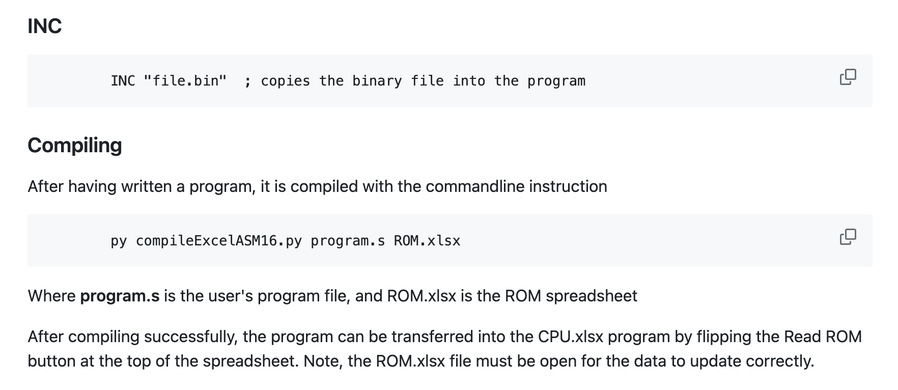 INC
INC "file.bin"  ; copies the binary file into the program
Compiling
After having written a program, it is compiled with the commandline instruction
py compileExcelASM16.py program.s ROM.xlsx
Where program.s is the user's program file, and ROM.xlsx is the ROM spreadsheet
After compiling successfully, the program can be transferred into the CPU.xlsx program by flipping the Read ROM
button at the top of the spreadsheet. Note, the ROM.xlsx file must be open for the data to update correctly.